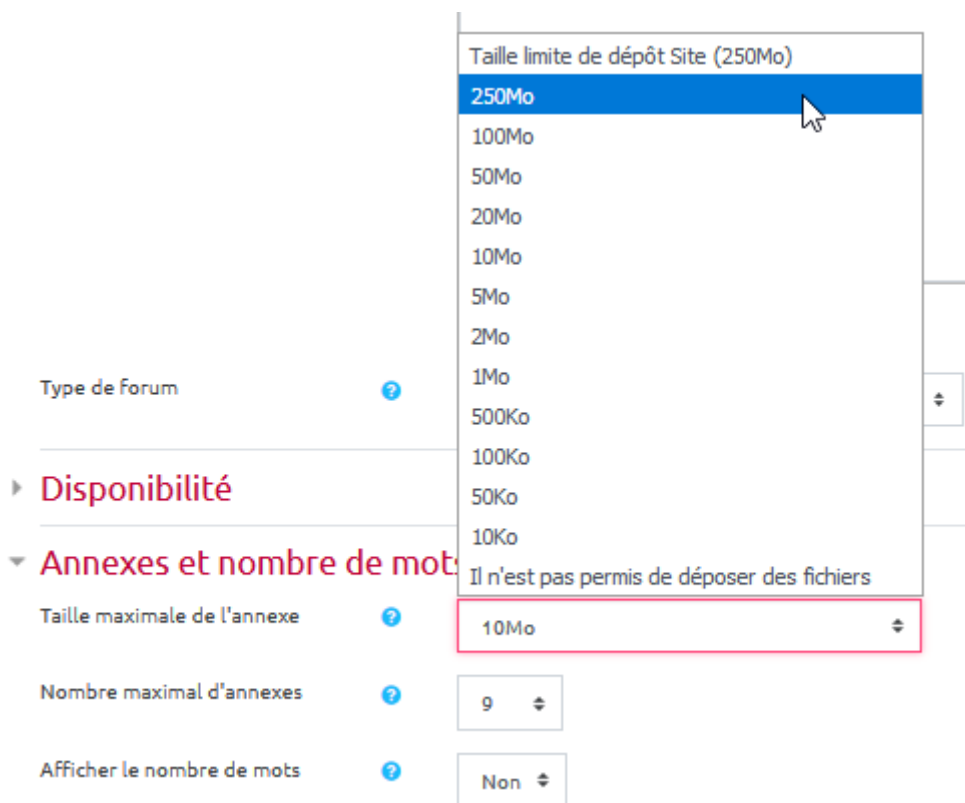 Taille limite de dépôt Site (250Mo)
250Mo
100Mo
50Mo
20Mo
10Mo
5Mo
2Mo
1Mo
500Ko
100Ko
50Ko
10Ko
Il n'est pas permis de déposer des fichiers
Type de forum
Disponibilité
Annexes et nombre de mots
Taille maximale de l'annexe
10Mo
Nombre maximal d'annexes
9
Afficher le nombre de mots
Non